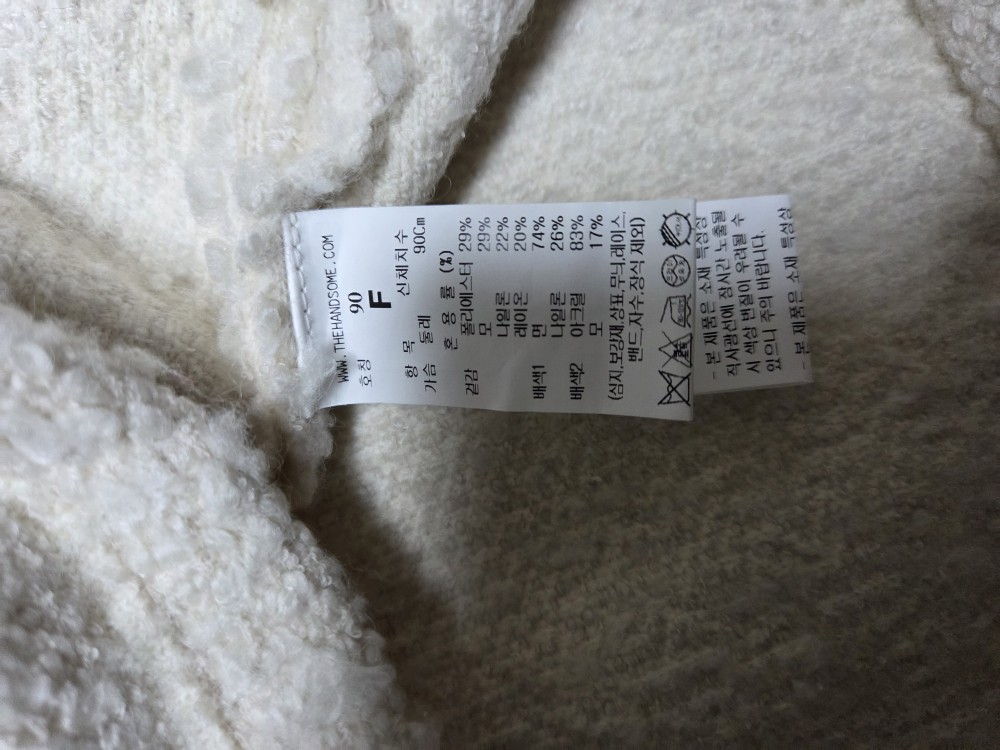 WWW.THEHANDSOME.COM
호칭 90
F
항 목 신체치수
가슴 둘레 90Cm
혼 용 률 (%)
겉감 폴리에스터 29%
모 29%
나일론 22%
레이온 20%
배색1 면 74%
나일론 26%
배색2 아크릴 83%
모 17%
(심지,보강재,상표,무늬,레이스,
밴드,자수,장식 제외)
- 본 제품은 소재 특성상
직사광선에 장시간 노출될
시 색상 변질이 우려될 수
있으니 주의 바랍니다.
- 본 제품은 소재 특성상